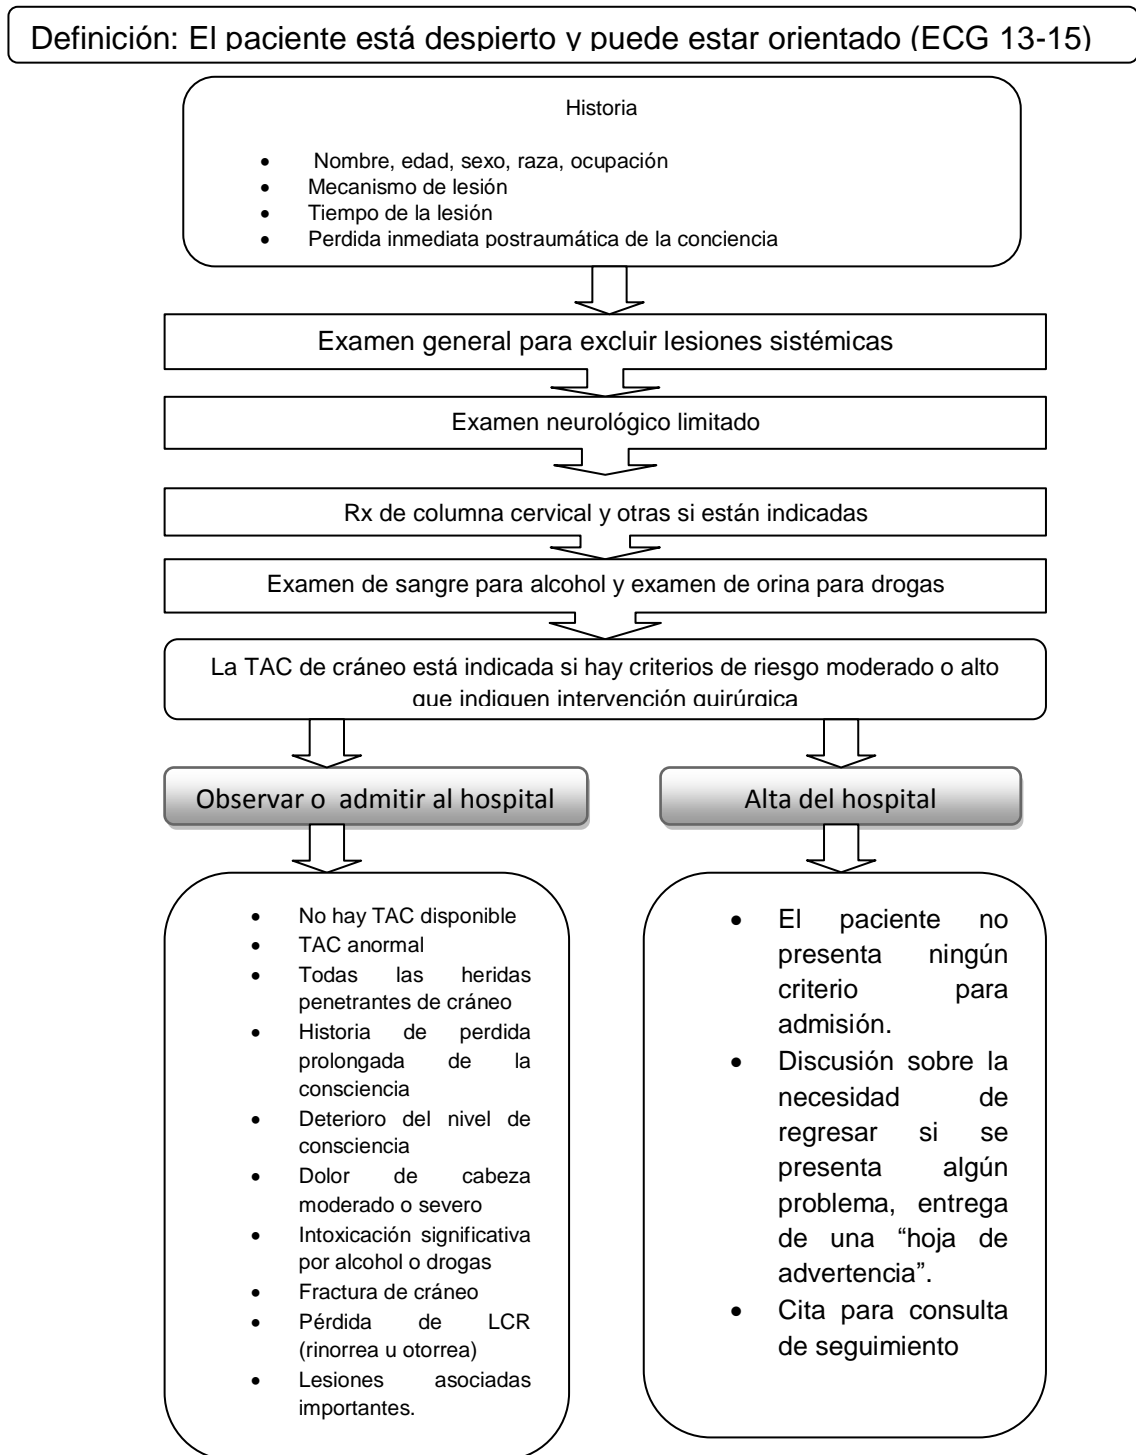 Definición: El paciente está despierto y puede estar orientado (ECG 13-15)
Historia
• Nombre, edad, sexo, raza, ocupación
• Mecanismo de lesión
• Tiempo de la lesión
• Perdida inmediata postraumática de la conciencia
Examen general para excluir lesiones sistémicas
Examen neurológico limitado
Rx de columna cervical y otras si están indicadas
Examen de sangre para alcohol y examen de orina para drogas
La TAC de cráneo está indicada si hay criterios de riesgo moderado o alto
que indiquen intervención quirúrgica
Observar o admitir al hospital
• No hay TAC disponible
• TAC anormal
• Todas las heridas
penetrantes de cráneo
• Historia de perdida
prolongada de la
consciencia
• Deterioro del nivel de
consciencia
• Dolor de cabeza
moderado o severo
• Intoxicación significativa
por alcohol o drogas
• Fractura de cráneo
• Pérdida de LCR
(rinorrea u otorrea)
• Lesiones asociadas
importantes.
Alta del hospital
• El paciente no
presenta ningún
criterio para
admisión.
• Discusión sobre la
necesidad de
regresar si se
presenta algún
problema, entrega
de una “hoja de
advertencia”.
• Cita para consulta
de seguimiento